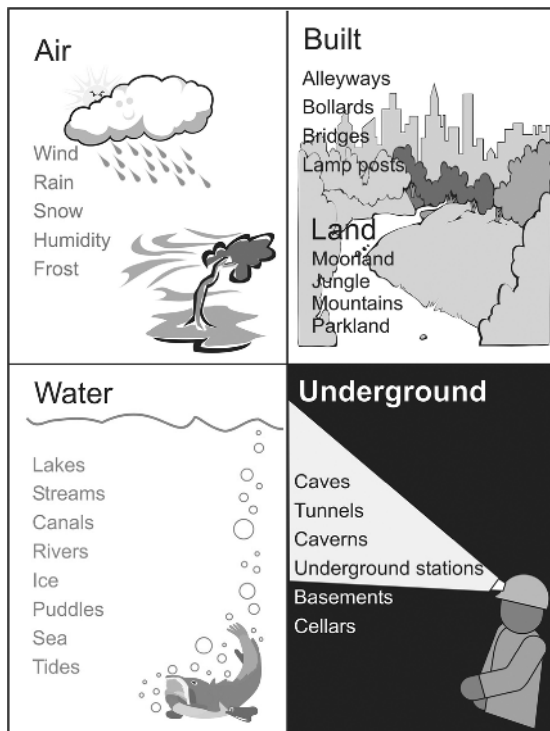 Air
Wind
Rain
Snow
Humidity
Frost
Built
Alleyways
Bollards
Bridges
Lamp posts
Land
Moorland
Jungle
Mountains
Parkland
Water
Lakes
Streams
Canals
Rivers
Ice
Puddles
Sea
Tides
Underground
Caves
Tunnels
Caverns
Underground stations
Basements
Cellars